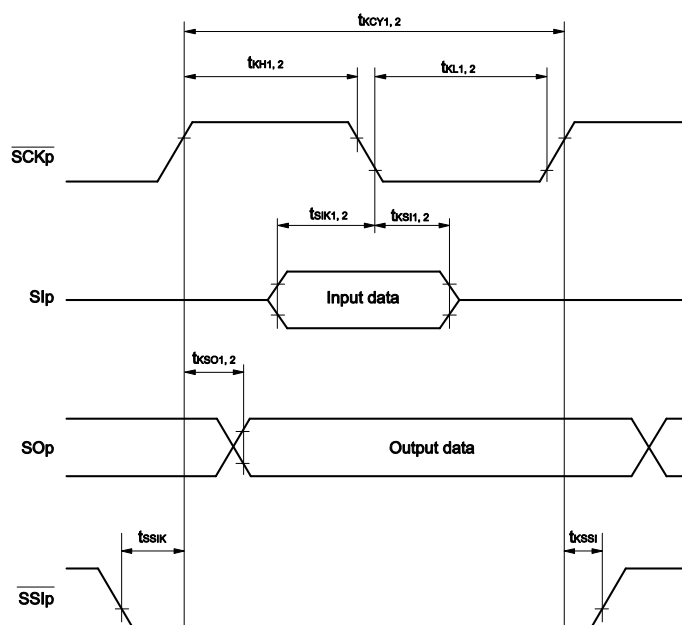 tKCY1, 2
tKH1, 2
tKL1, 2
SCKp
tSIK1, 2
tKSI1, 2
SIp
Input data
tKSO1, 2
SOp
Output data
tSSIK
tKSSI
SSIp